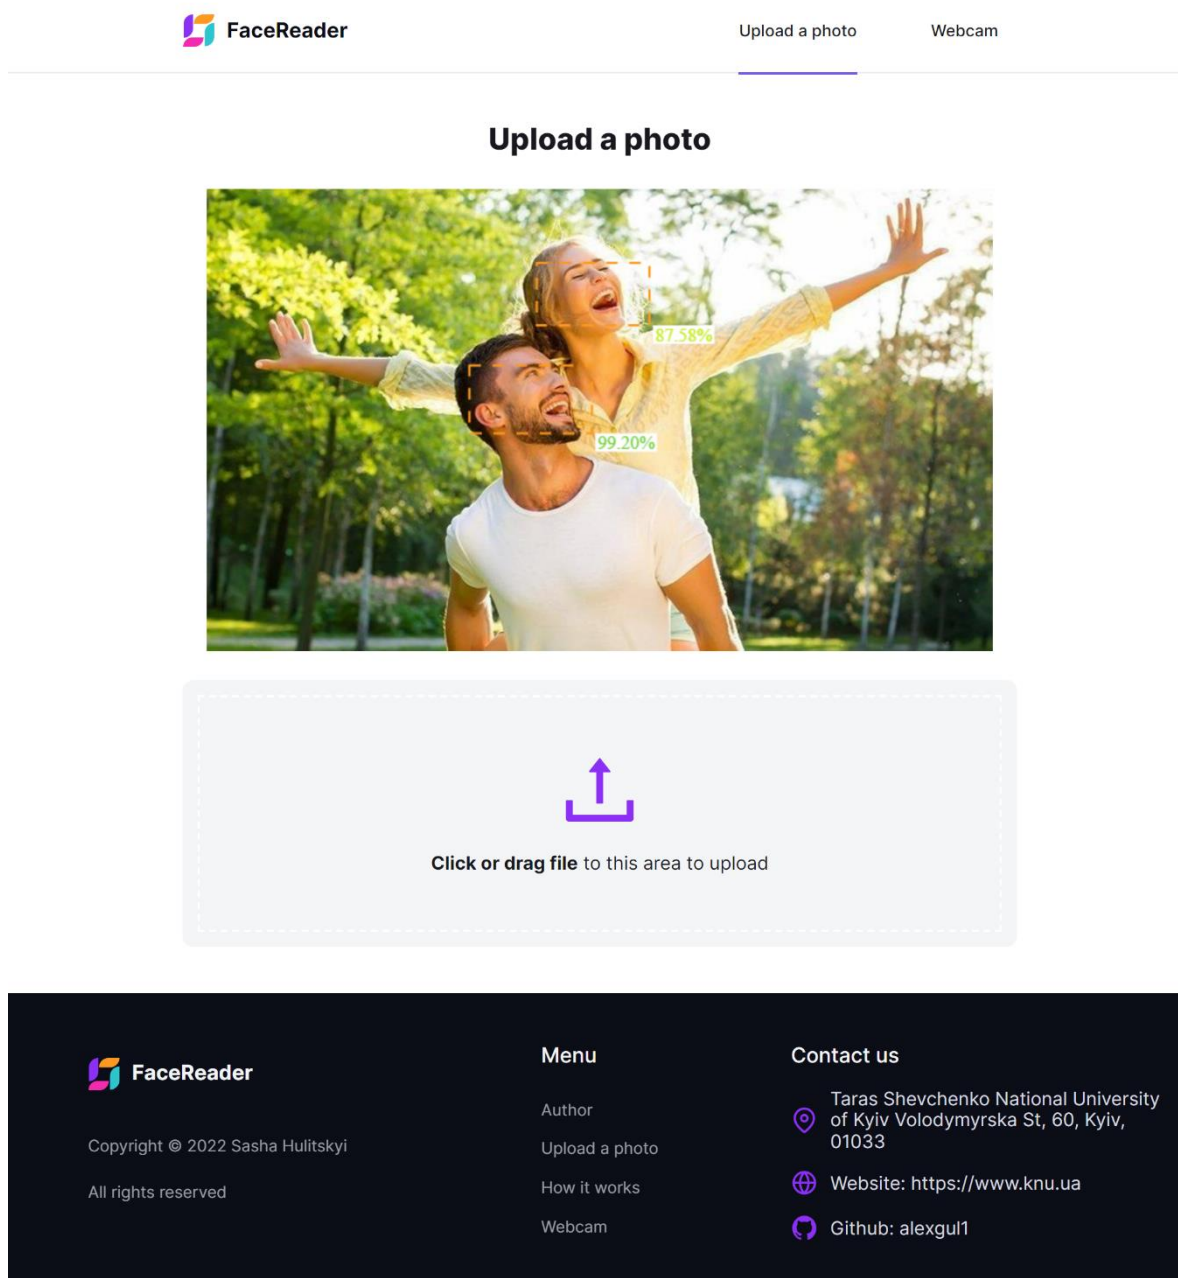 FaceReader
Upload a photo
Webcam
Upload a photo
87.58%
99.20%
Click or drag file to this area to upload
FaceReader
Copyright © 2022 Sasha Hulitskyi
All rights reserved
Menu
Author
Upload a photo
How it works
Webcam
Contact us
Taras Shevchenko National University
of Kyiv Volodymyrska St, 60, Kyiv,
01033
Website: https://www.knu.ua
Github: alexgul1